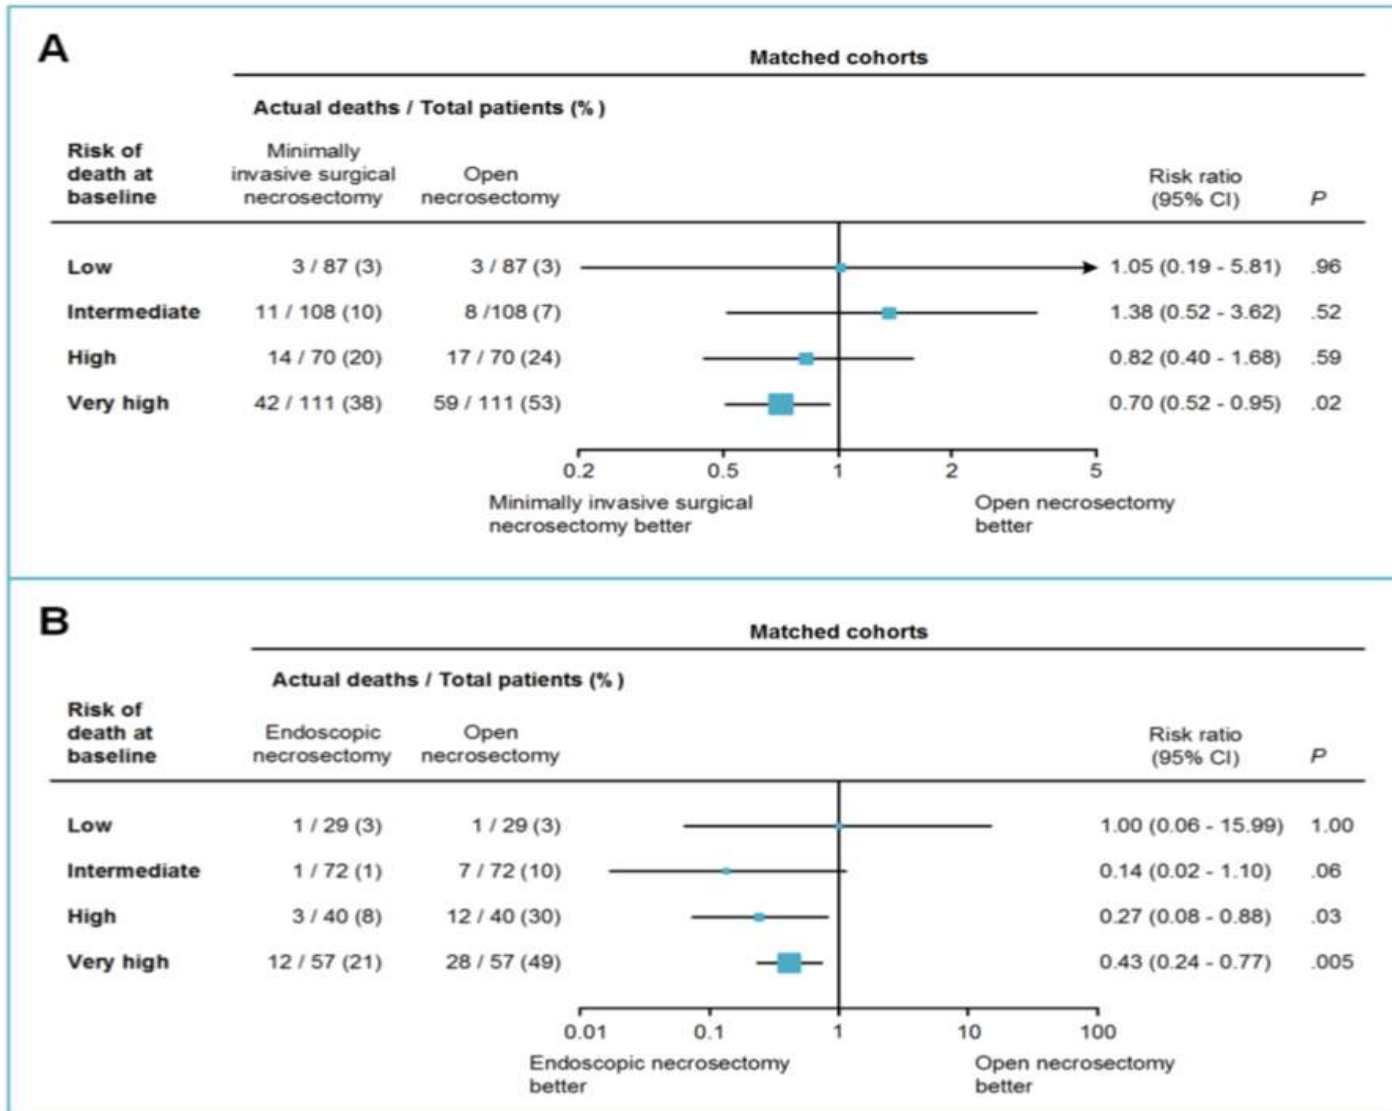 A
Matched cohorts
Actual deaths / Total patients (%)
Risk of
death at
baseline
Minimally
invasive surgical
necrosectomy
Open
necrosectomy
Risk ratio
(95% CI)
P
Low 3 / 87 (3) 3 / 87 (3) 1.05 (0.19 - 5.81) .96
Intermediate 11 / 108 (10) 8 /108 (7) 1.38 (0.52 - 3.62) .52
High 14 / 70 (20) 17 / 70 (24) 0.82 (0.40 - 1.68) .59
Very high 42 / 111 (38) 59 / 111 (53) 0.70 (0.52 - 0.95) .02
0.2 0.5 1 2 5
Minimally invasive surgical
necrosectomy better
Open necrosectomy
better
B
Matched cohorts
Actual deaths / Total patients (%)
Risk of
death at
baseline
Endoscopic
necrosectomy
Open
necrosectomy
Risk ratio
(95% CI)
P
Low 1 / 29 (3) 1 / 29 (3) 1.00 (0.06 - 15.99) 1.00
Intermediate 1 / 72 (1) 7 / 72 (10) 0.14 (0.02 - 1.10) .06
High 3 / 40 (8) 12 / 40 (30) 0.27 (0.08 - 0.88) .03
Very high 12 / 57 (21) 28 / 57 (49) 0.43 (0.24 - 0.77) .005
0.01 0.1 1 10 100
Endoscopic necrosectomy
better
Open necrosectomy
better